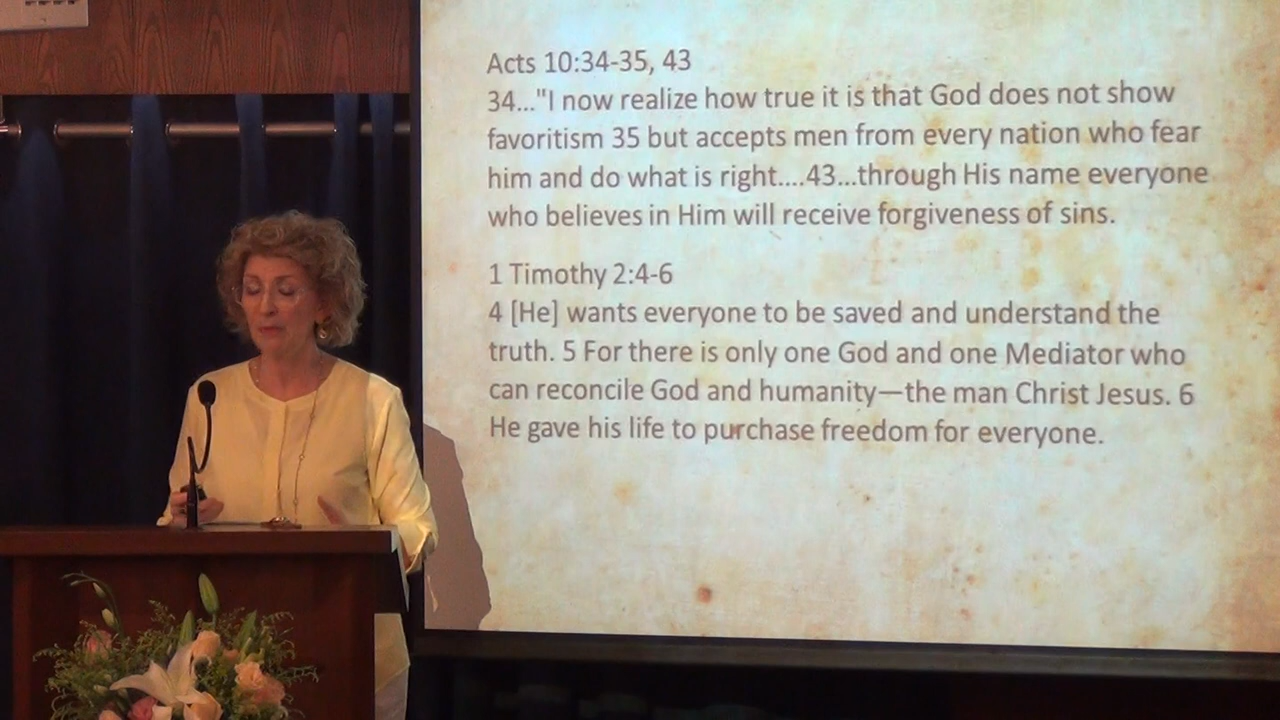 Acts 10:34-35, 43
34..."I now realize how true it is that God does not show
favoritism 35 but accepts men from every nation who fear
him and do what is right....43...through His name everyone
who believes in Him will receive forgiveness of sins.
1 Timothy 2:4-6
4 [He] wants everyone to be saved and understand the
truth. 5 For there is only one God and one Mediator who
can reconcile God and humanity—the man Christ Jesus. 6
He gave his life to purchase freedom for everyone.